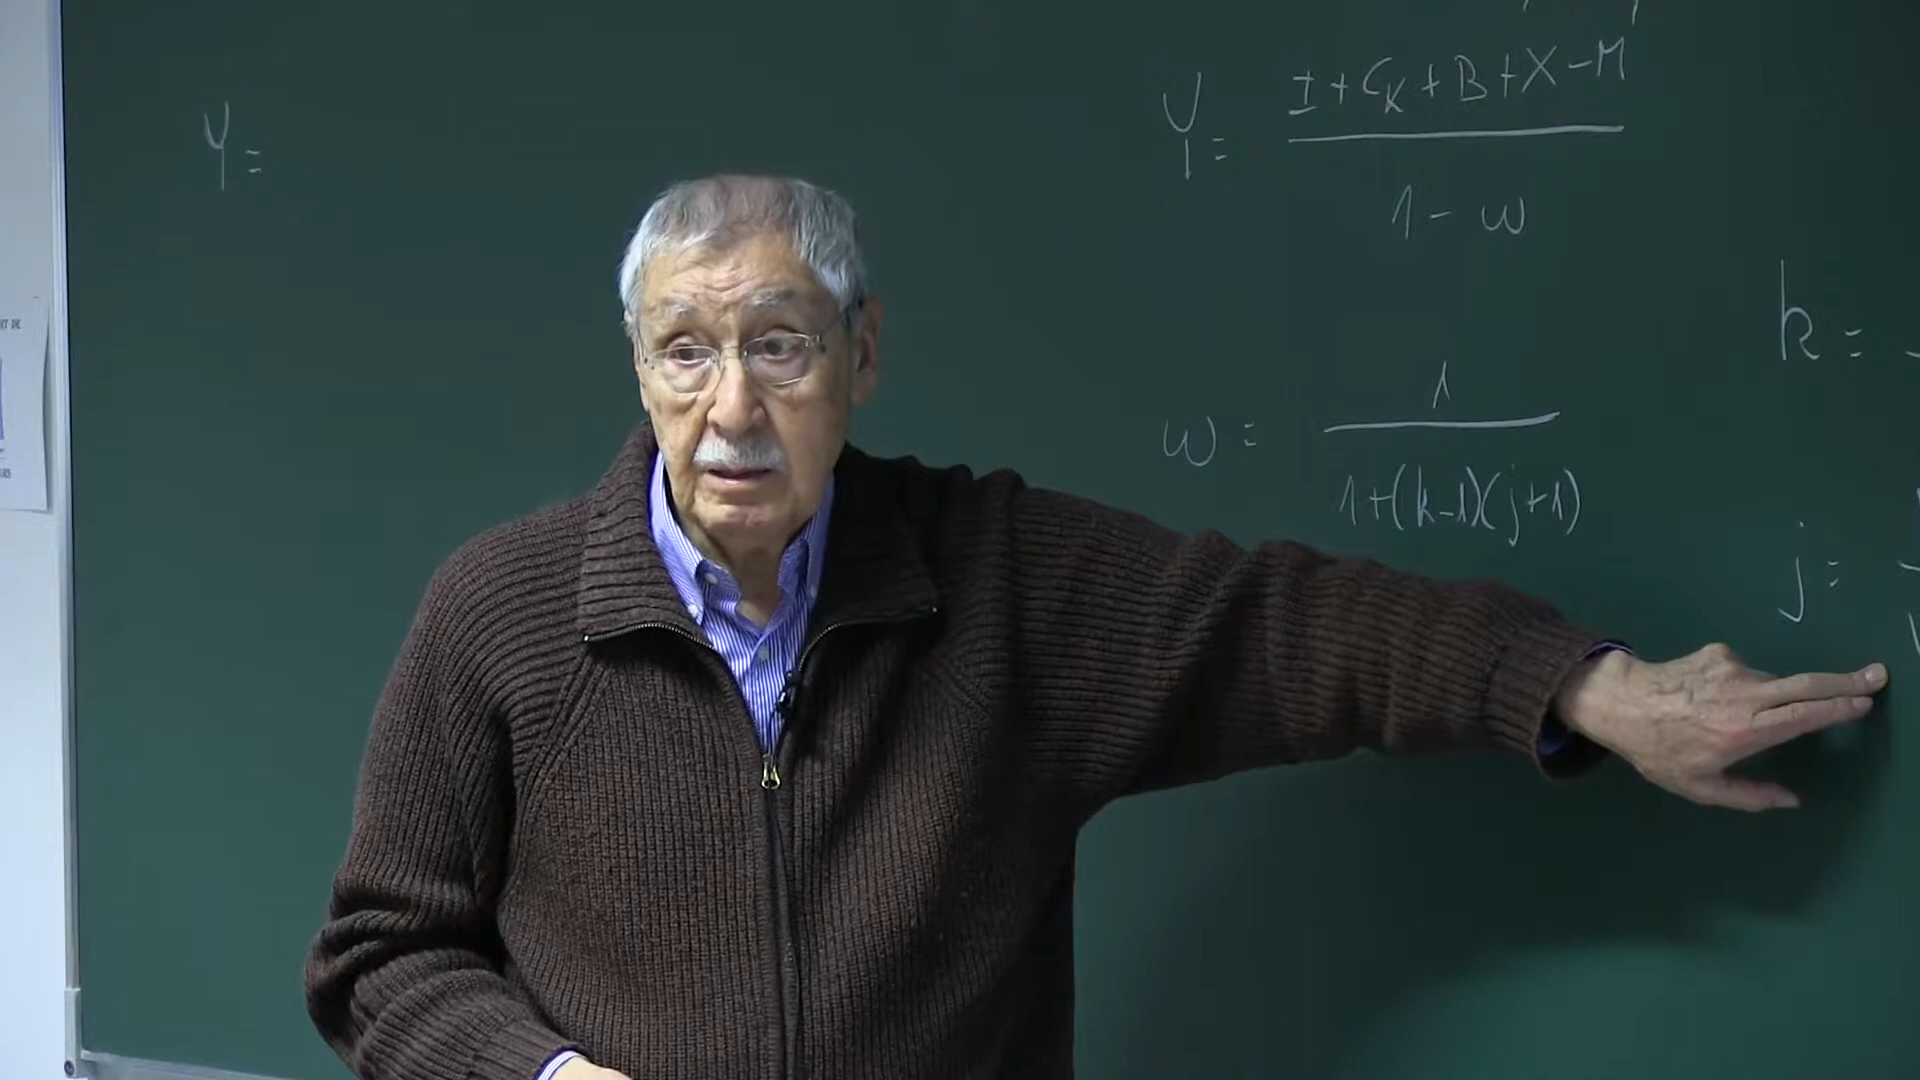 Y =
Y = I + C_K + B + X - M / 1 - w
w = 1 / 1 + (k-1)(j+1)
k =
j =